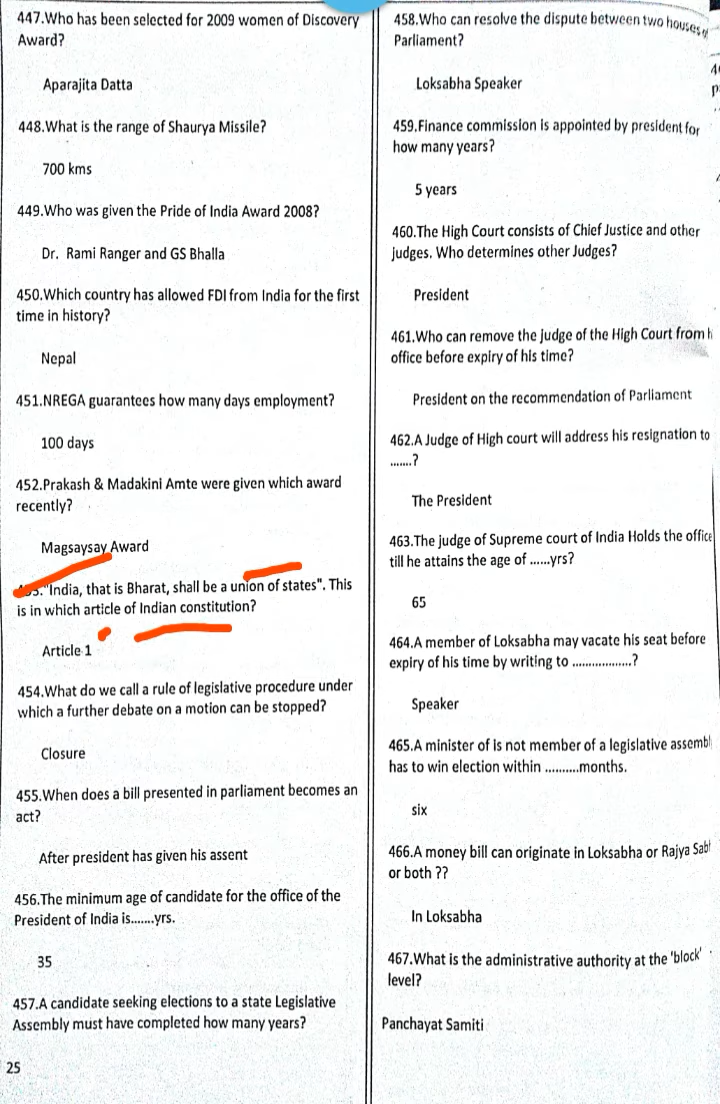 447.Who has been selected for 2009 women of Discovery
Award?
Aparajita Datta
448.What is the range of Shaurya Missile?
700 kms
449.Who was given the Pride of India Award 2008?
Dr. Rami Ranger and GS Bhalla
450.Which country has allowed FDI from India for the first
time in history?
Nepal
451.NREGA guarantees how many days employment?
100 days
452.Prakash & Madakini Amte were given which award
recently?
Magsaysay Award
"India, that is Bharat, shall be a union of states". This
is in which article of Indian constitution?
Article 1
454.What do we call a rule of legislative procedure under
which a further debate on a motion can be stopped?
Closure
455.When does a bill presented in parliament becomes an
act?
After president has given his assent
456.The minimum age of candidate for the office of the
President of India is.......yrs.
35
457.A candidate seeking elections to a state Legislative
Assembly must have completed how many years?
25
458.Who can resolve the dispute between two houses of
Parliament?
Loksabha Speaker
459.Finance commission is appointed by president for
how many years?
5 years
460.The High Court consists of Chief Justice and other
judges. Who determines other Judges?
President
461.Who can remove the judge of the High Court from
office before expiry of his time?
President on the recommendation of Parliament
462.A Judge of High court will address his resignation to
.......?
The President
463.The judge of Supreme court of India Holds the office
till he attains the age of ......yrs?
65
464.A member of Loksabha may vacate his seat before
expiry of his time by writing to ..................?
Speaker
465.A minister of is not member of a legislative assembl
has to win election within ..........months.
six
466.A money bill can originate in Loksabha or Rajya
or both ??
In Loksabha
467.What is the administrative authority at the 'block'
level?
Panchayat Samiti